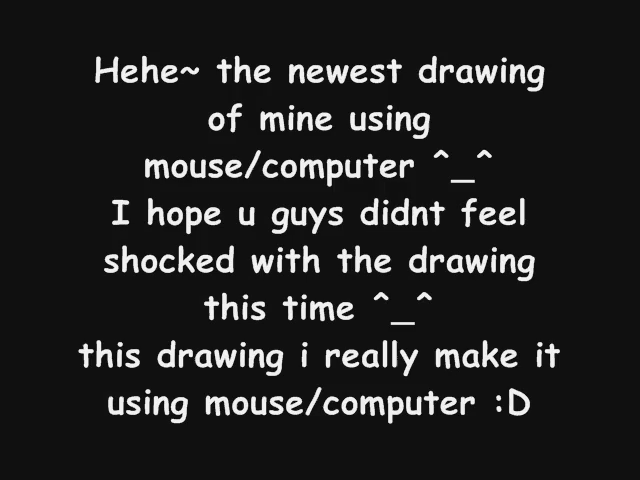 Hehe~ the newest drawing
of mine using
mouse/computer ^_^
I hope u guys didnt feel
shocked with the drawing
this time ^_^
this drawing i really make it
using mouse/computer :D